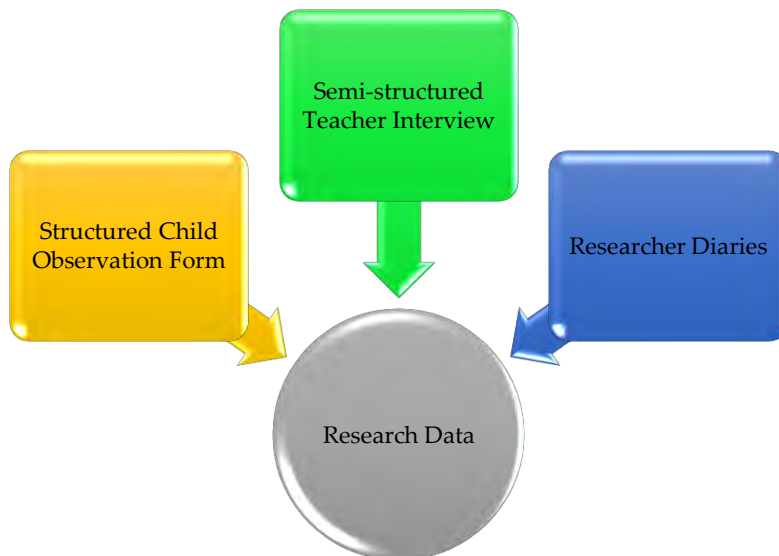 Semi-structured
Teacher Interview
Structured Child
Observation Form
Researcher Diaries
Research Data